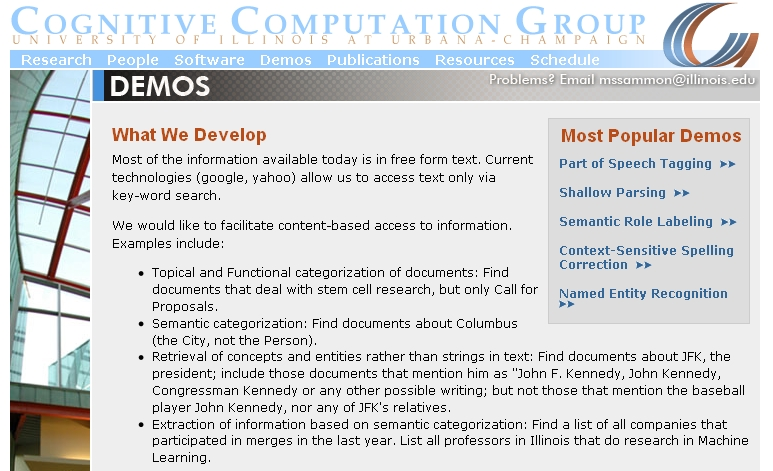 COGNITIVE COMPUTATION GROUP
UNIVERSITY OF ILLINOIS AT URBANA-CHAMPAIGN
Research People Software Demos Publications Resources Schedule
DEMOS
Problems? Email mssammon@illinois.edu
What We Develop
Most of the information available today is in free form text. Current
technologies (google, yahoo) allow us to access text only via
key-word search.
We would like to facilitate content-based access to information.
Examples include:
• Topical and Functional categorization of documents: Find
documents that deal with stem cell research, but only Call for
Proposals.
• Semantic categorization: Find documents about Columbus
(the City, not the Person).
• Retrieval of concepts and entities rather than strings in text: Find documents about JFK, the
president; include those documents that mention him as "John F. Kennedy, John Kennedy,
Congressman Kennedy or any other possible writing; but not those that mention the baseball
player John Kennedy, nor any of JFK's relatives.
• Extraction of information based on semantic categorization: Find a list of all companies that
participated in merges in the last year. List all professors in Illinois that do research in Machine
Learning.
Most Popular Demos
Part of Speech Tagging
Shallow Parsing
Semantic Role Labeling
Context-Sensitive Spelling
Correction
Named Entity Recognition